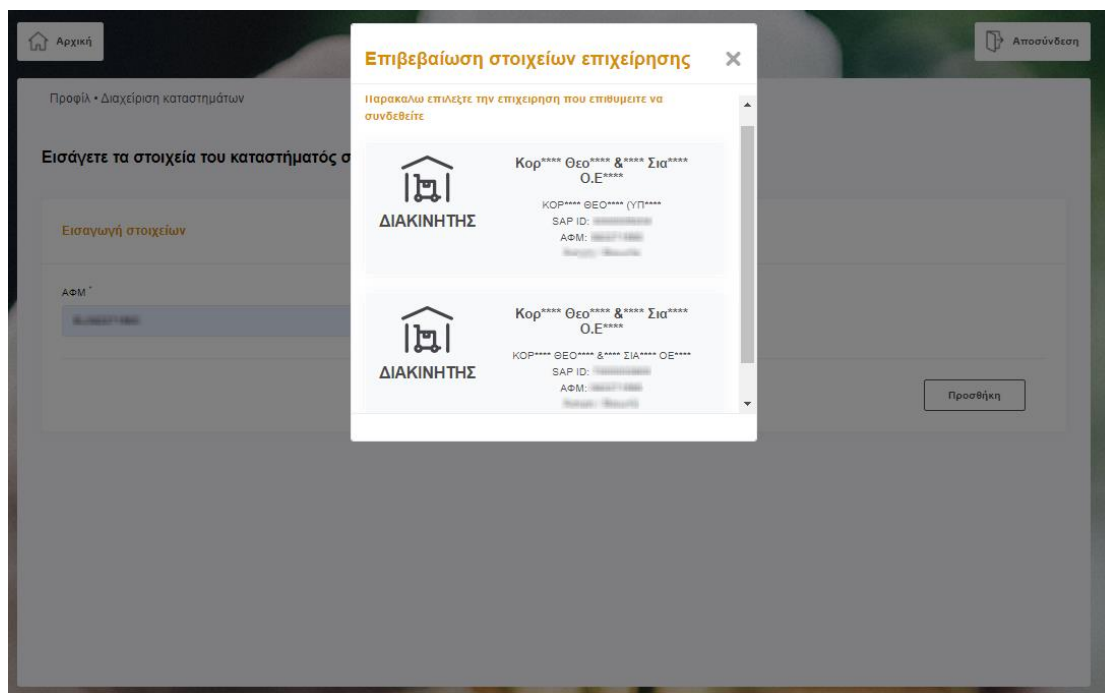 Αρχική
Αποσύνδεση
Προφίλ • Διαχείριση καταστημάτων
Εισάγετε τα στοιχεία του καταστήματός σ
Εισαγωγή στοιχείων
ΑΦΜ *
Προσθήκη
Επιβεβαίωση στοιχείων επιχείρησης ×
Παρακαλώ επιλέξτε την επιχείρηση που επιθυμείτε να
συνδεθείτε
ΔΙΑΚΙΝΗΤΗΣ
Κορ**** Θεο**** &**** Σια****
Ο.Ε****
ΚΟΡ**** ΘΕΟ**** (ΥΠ****
SAP ID:
ΑΦΜ:
ΔΙΑΚΙΝΗΤΗΣ
Κορ**** Θεο**** &**** Σια****
Ο.Ε****
ΚΟΡ**** ΘΕΟ**** &**** ΣΙΑ**** ΟΕ****
SAP ID:
ΑΦΜ: